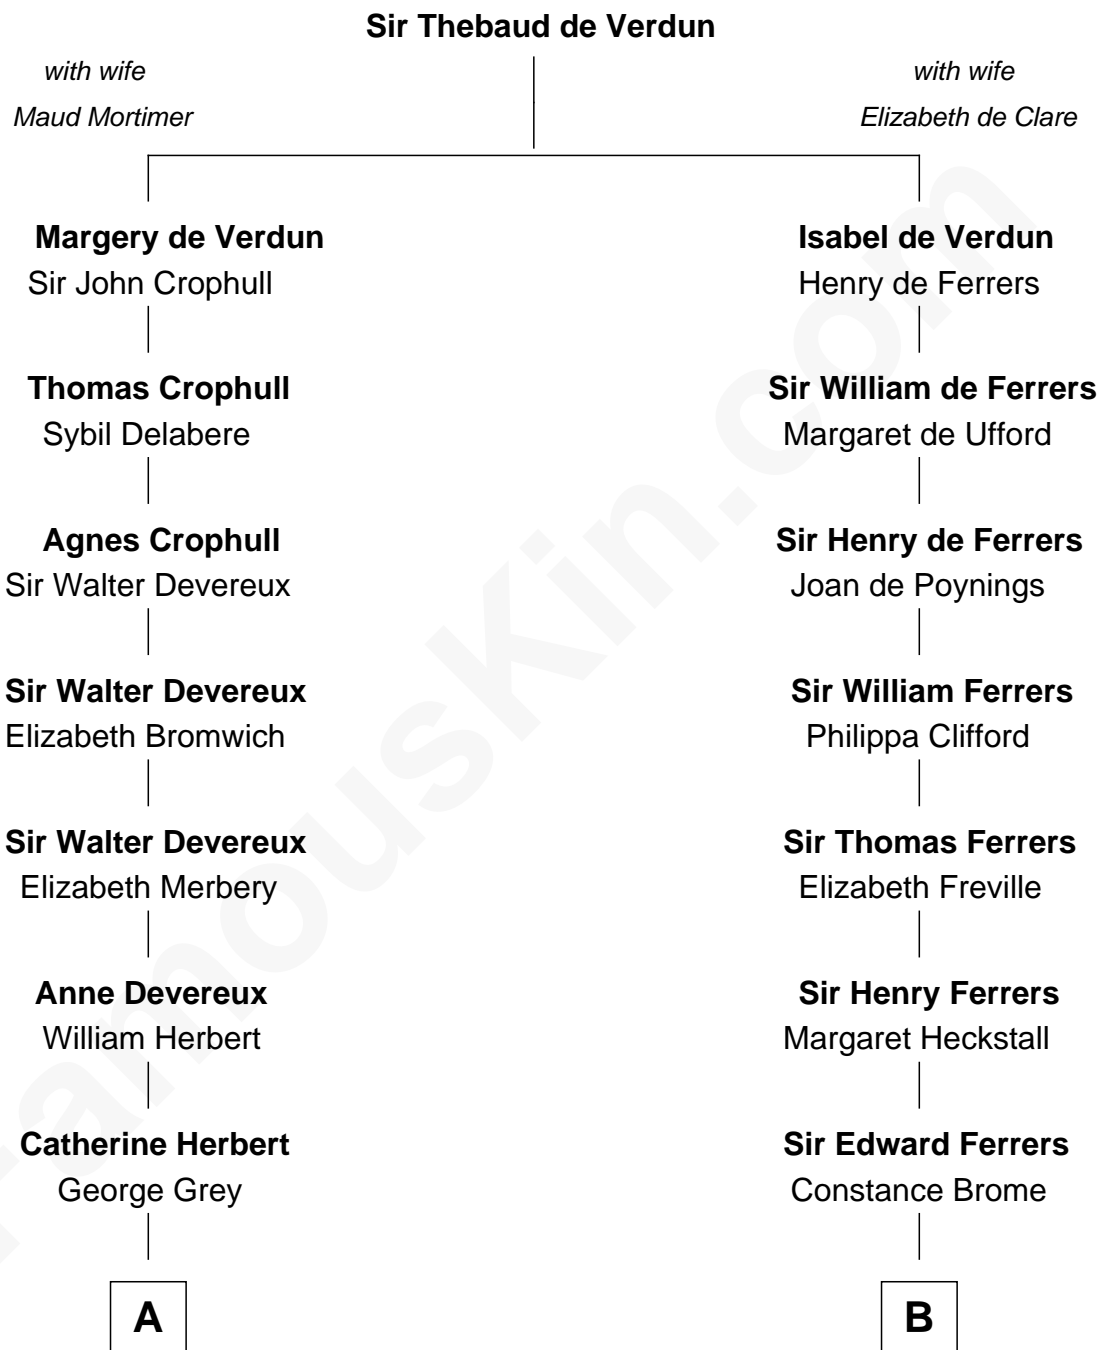 Sir Thebaud de Verdun
with wife
Maud Mortimer
with wife
Elizabeth de Clare
Margery de Verdun
Sir John Crophull
Isabel de Verdun
Henry de Ferrers
Thomas Crophull
Sybil Delabere
Sir William de Ferrers
Margaret de Ufford
Agnes Crophull
Sir Walter Devereux
Sir Henry de Ferrers
Joan de Poynings
Sir Walter Devereux
Elizabeth Bromwich
Sir William Ferrers
Philippa Clifford
Sir Walter Devereux
Elizabeth Merbery
Sir Thomas Ferrers
Elizabeth Freville
Anne Devereux
William Herbert
Sir Henry Ferrers
Margaret Heckstall
Catherine Herbert
George Grey
Sir Edward Ferrers
Constance Brome
A
B
FamousKin.com